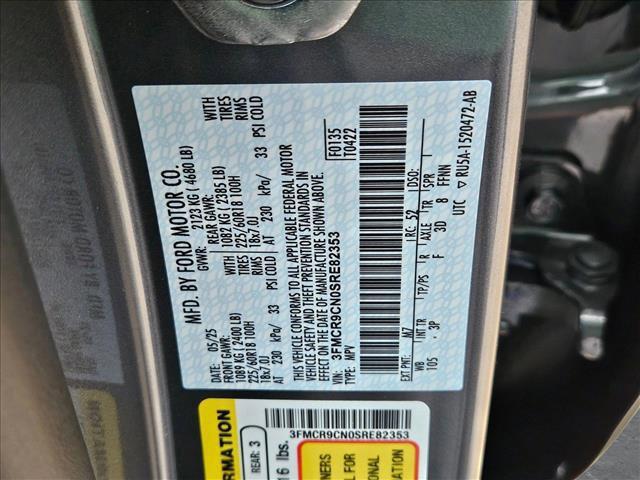 MFD. BY FORD MOTOR CO.
DATE: 05/25
GVWR: 2123 KG ( 4680 LB)
FRONT GAWR:
1089 KG ( 2400 LB)
225/60R18 100H
18x7.0J
AT 230 kPa/ 33 PSI COLD
WITH
TIRES
RIMS
REAR GAWR:
1082 KG ( 2385 LB)
225/60R18 100H
18x7.0J
AT 230 kPa/ 33 PSI COLD
WITH
TIRES
RIMS
THIS VEHICLE CONFORMS TO ALL APPLICABLE FEDERAL MOTOR
VEHICLE SAFETY AND THEFT PREVENTION STANDARDS IN EFFECT
ON THE DATE OF MANUFACTURE SHOWN ABOVE.
VIN: 3FMCR9CN0SRE82353
TYPE: MPV
F0135
T0422
EXT PNT: M7 RC: 52 DSO:
WB INT TR TP/PS R AXLE TR SPR
105 . 3P F 3D 8 FFNN
UTC RU5A-1520472-AB
3FMCR9CN0SRE82353
REAR: 3
lbs.
FOR